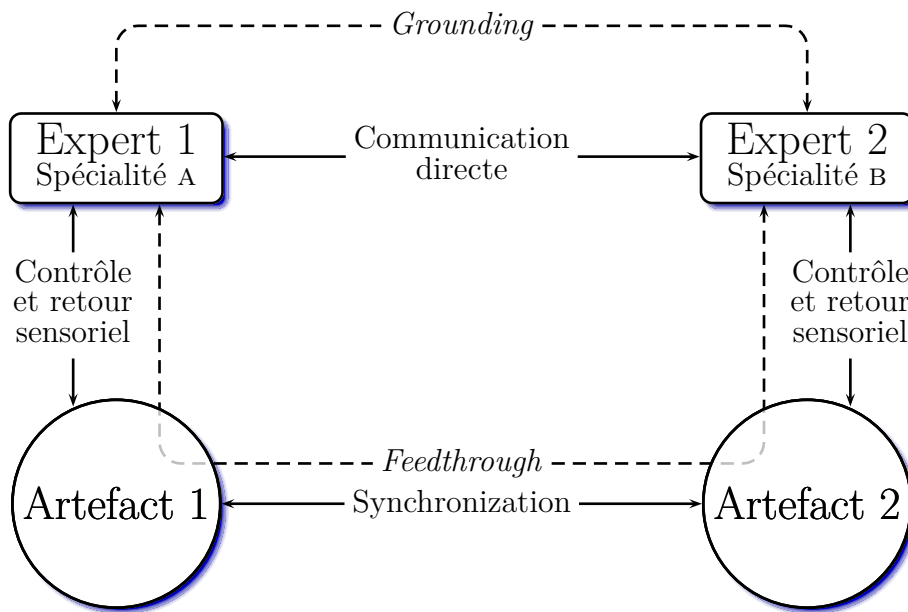 Grounding
Expert 1
Spécialité A
Communication
directe
Expert 2
Spécialité B
Contrôle
et retour
sensoriel
Contrôle
et retour
sensoriel
Feedthrough
Artefact 1
Synchronization
Artefact 2